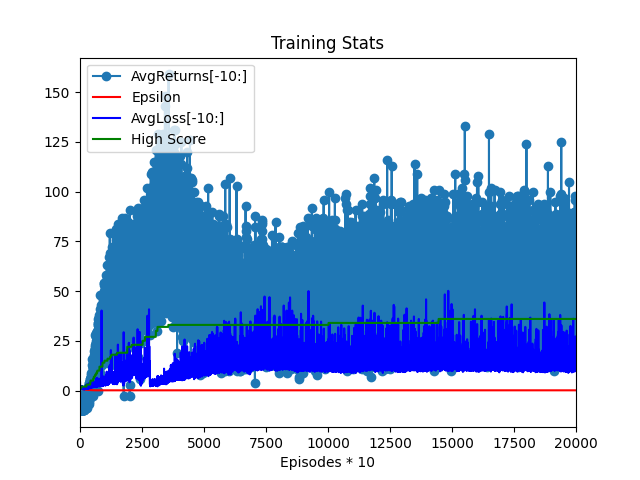 Training Stats
AvgReturns[-10:]
Epsilon
AvgLoss[-10:]
High Score
150
125
100
75
50
25
0
0 2500 5000 7500 10000 12500 15000 17500 20000
Episodes * 10